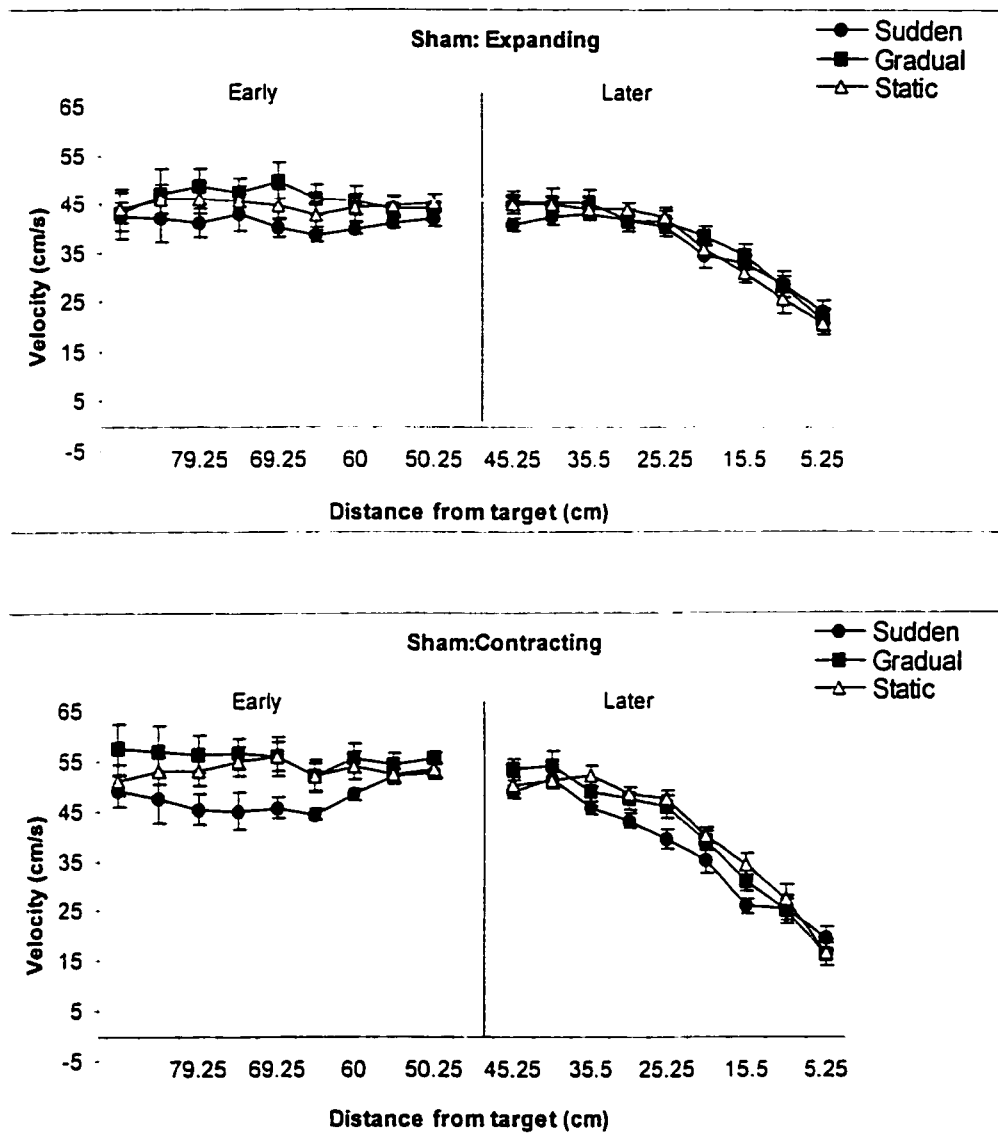 Sham: Expanding
Sudden
Gradual
Static
Early
Later
65
55
45
35
25
15
5
-5
Velocity (cm/s)
79.25 69.25 60 50.25 45.25 35.5 25.25 15.5 5.25
Distance from target (cm)
Sham:Contracting
Sudden
Gradual
Static
Early
Later
65
55
45
35
25
15
5
-5
Velocity (cm/s)
79.25 69.25 60 50.25 45.25 35.5 25.25 15.5 5.25
Distance from target (cm)